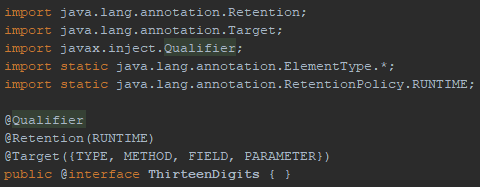 import java.lang.annotation.Retention;
import java.lang.annotation.Target;
import javax.inject.Qualifier;
import static java.lang.annotation.ElementType.*;
import static java.lang.annotation.RetentionPolicy.RUNTIME;
@Qualifier
@Retention(RUNTIME)
@Target({TYPE, METHOD, FIELD, PARAMETER})
public @interface ThirteenDigits { }